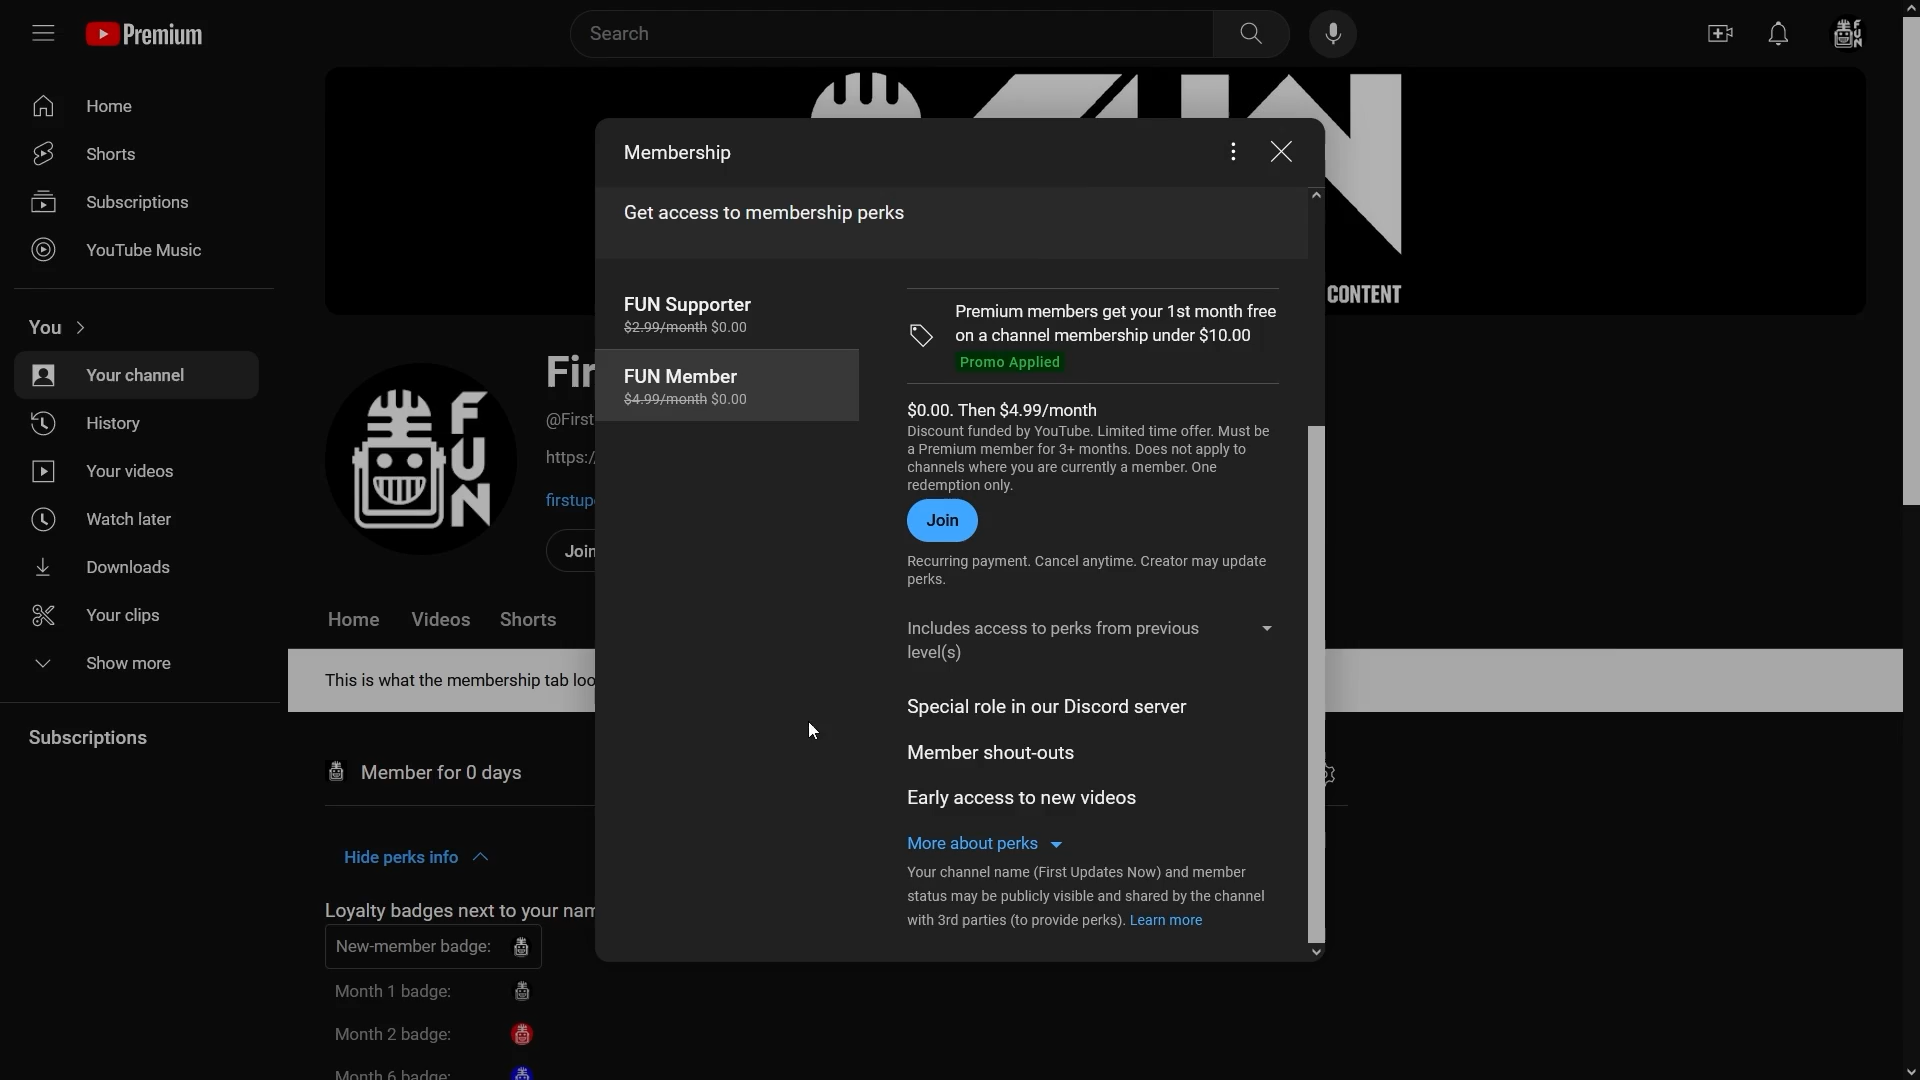 Premium
Search
FUN
Home
Shorts
Subscriptions
YouTube Music
You
Your channel
History
Your videos
Watch later
Downloads
Your clips
Show more
Subscriptions
CONTENT
FUN
Fir
@First
https:/
firstup
Join
Home Videos Shorts
This is what the membership tab loo
Member for 0 days
Hide perks info
Loyalty badges next to your nam
New-member badge:
Month 1 badge:
Month 2 badge:
Month 6 badge:
Membership
Get access to membership perks
FUN Supporter
$2.99/month $0.00
FUN Member
$4.99/month $0.00
Premium members get your 1st month free
on a channel membership under $10.00
Promo Applied
$0.00. Then $4.99/month
Discount funded by YouTube. Limited time offer. Must be
a Premium member for 3+ months. Does not apply to
channels where you are currently a member. One
redemption only.
Join
Recurring payment. Cancel anytime. Creator may update
perks.
Includes access to perks from previous
level(s)
Special role in our Discord server
Member shout-outs
Early access to new videos
More about perks
Your channel name (First Updates Now) and member
status may be publicly visible and shared by the channel
with 3rd parties (to provide perks). Learn more